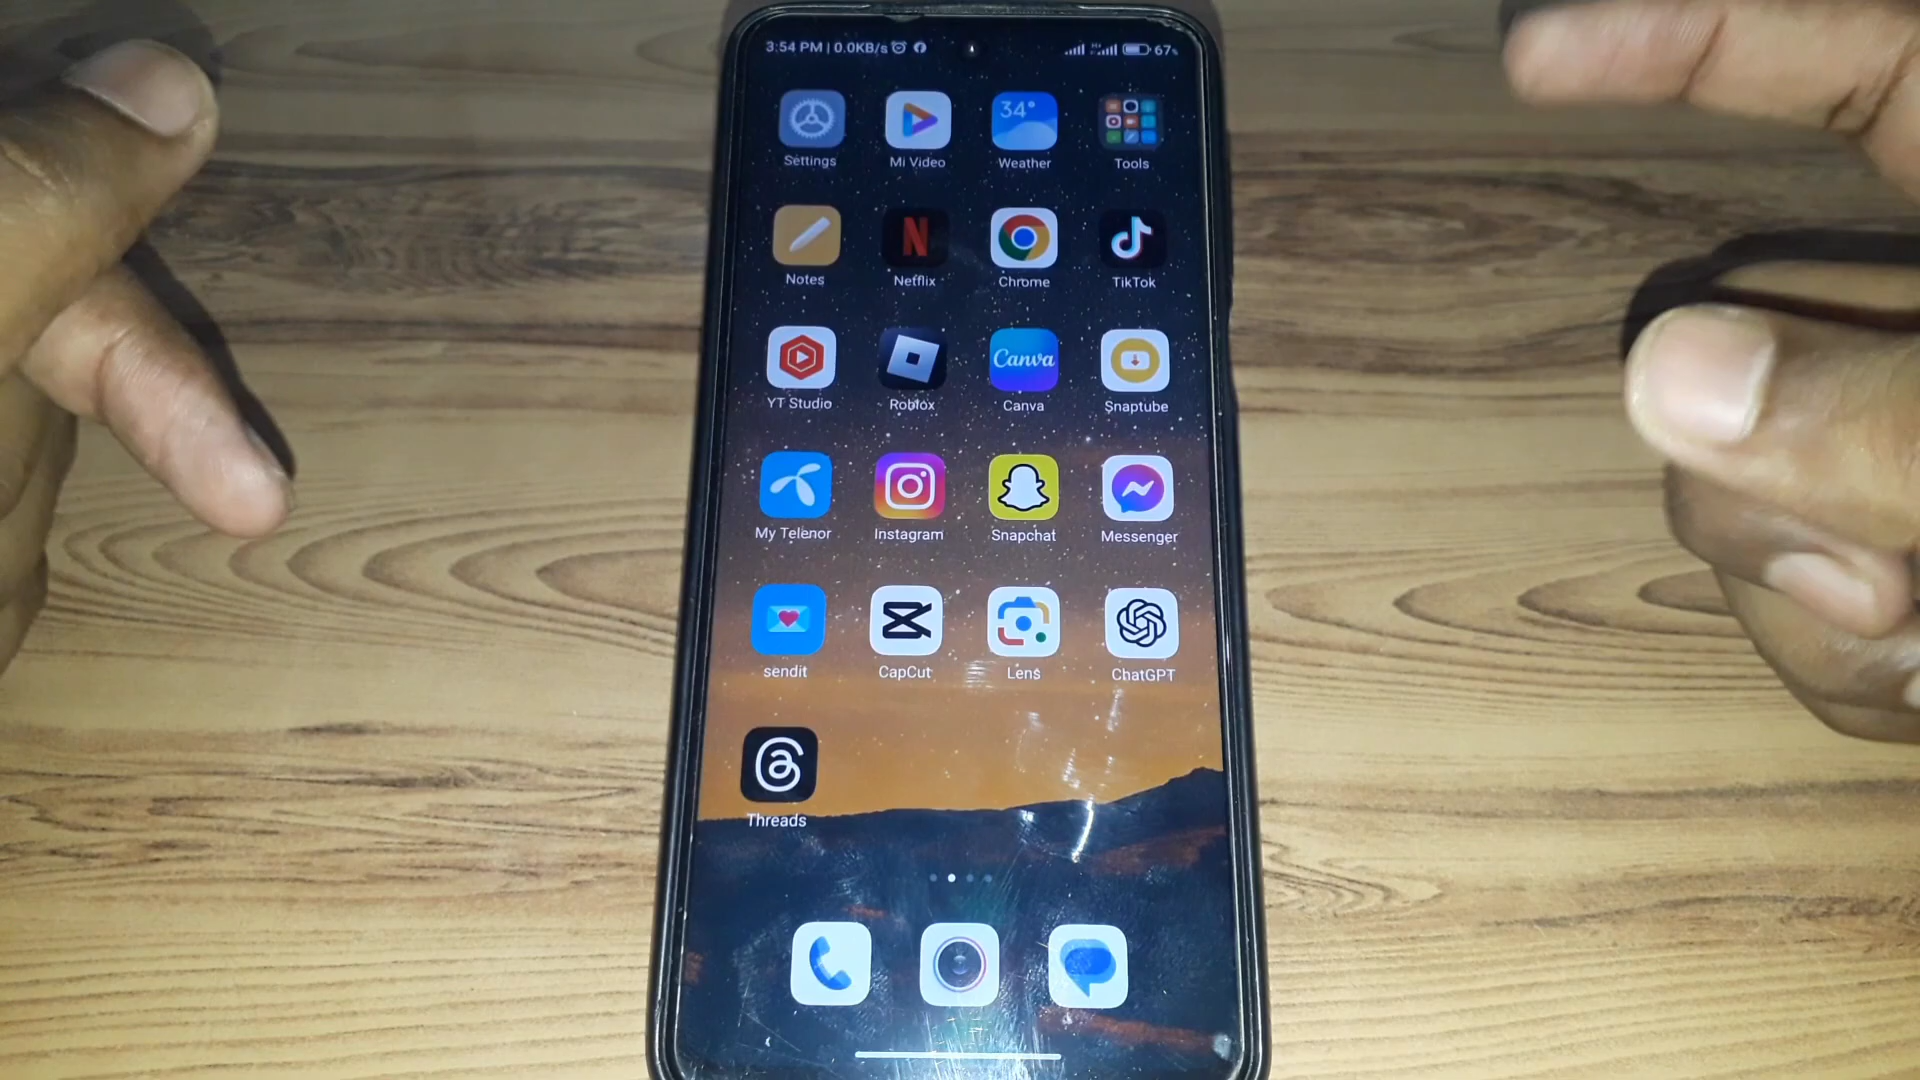 3:54 PM | 0.0KB/s 67%
34°
Settings Mi Video Weather Tools
N
Notes Netflix Chrome TikTok
Canva
YT Studio Roblox Canva Snaptube
My Telenor Instagram Snapchat Messenger
sendit CapCut Lens ChatGPT
Threads